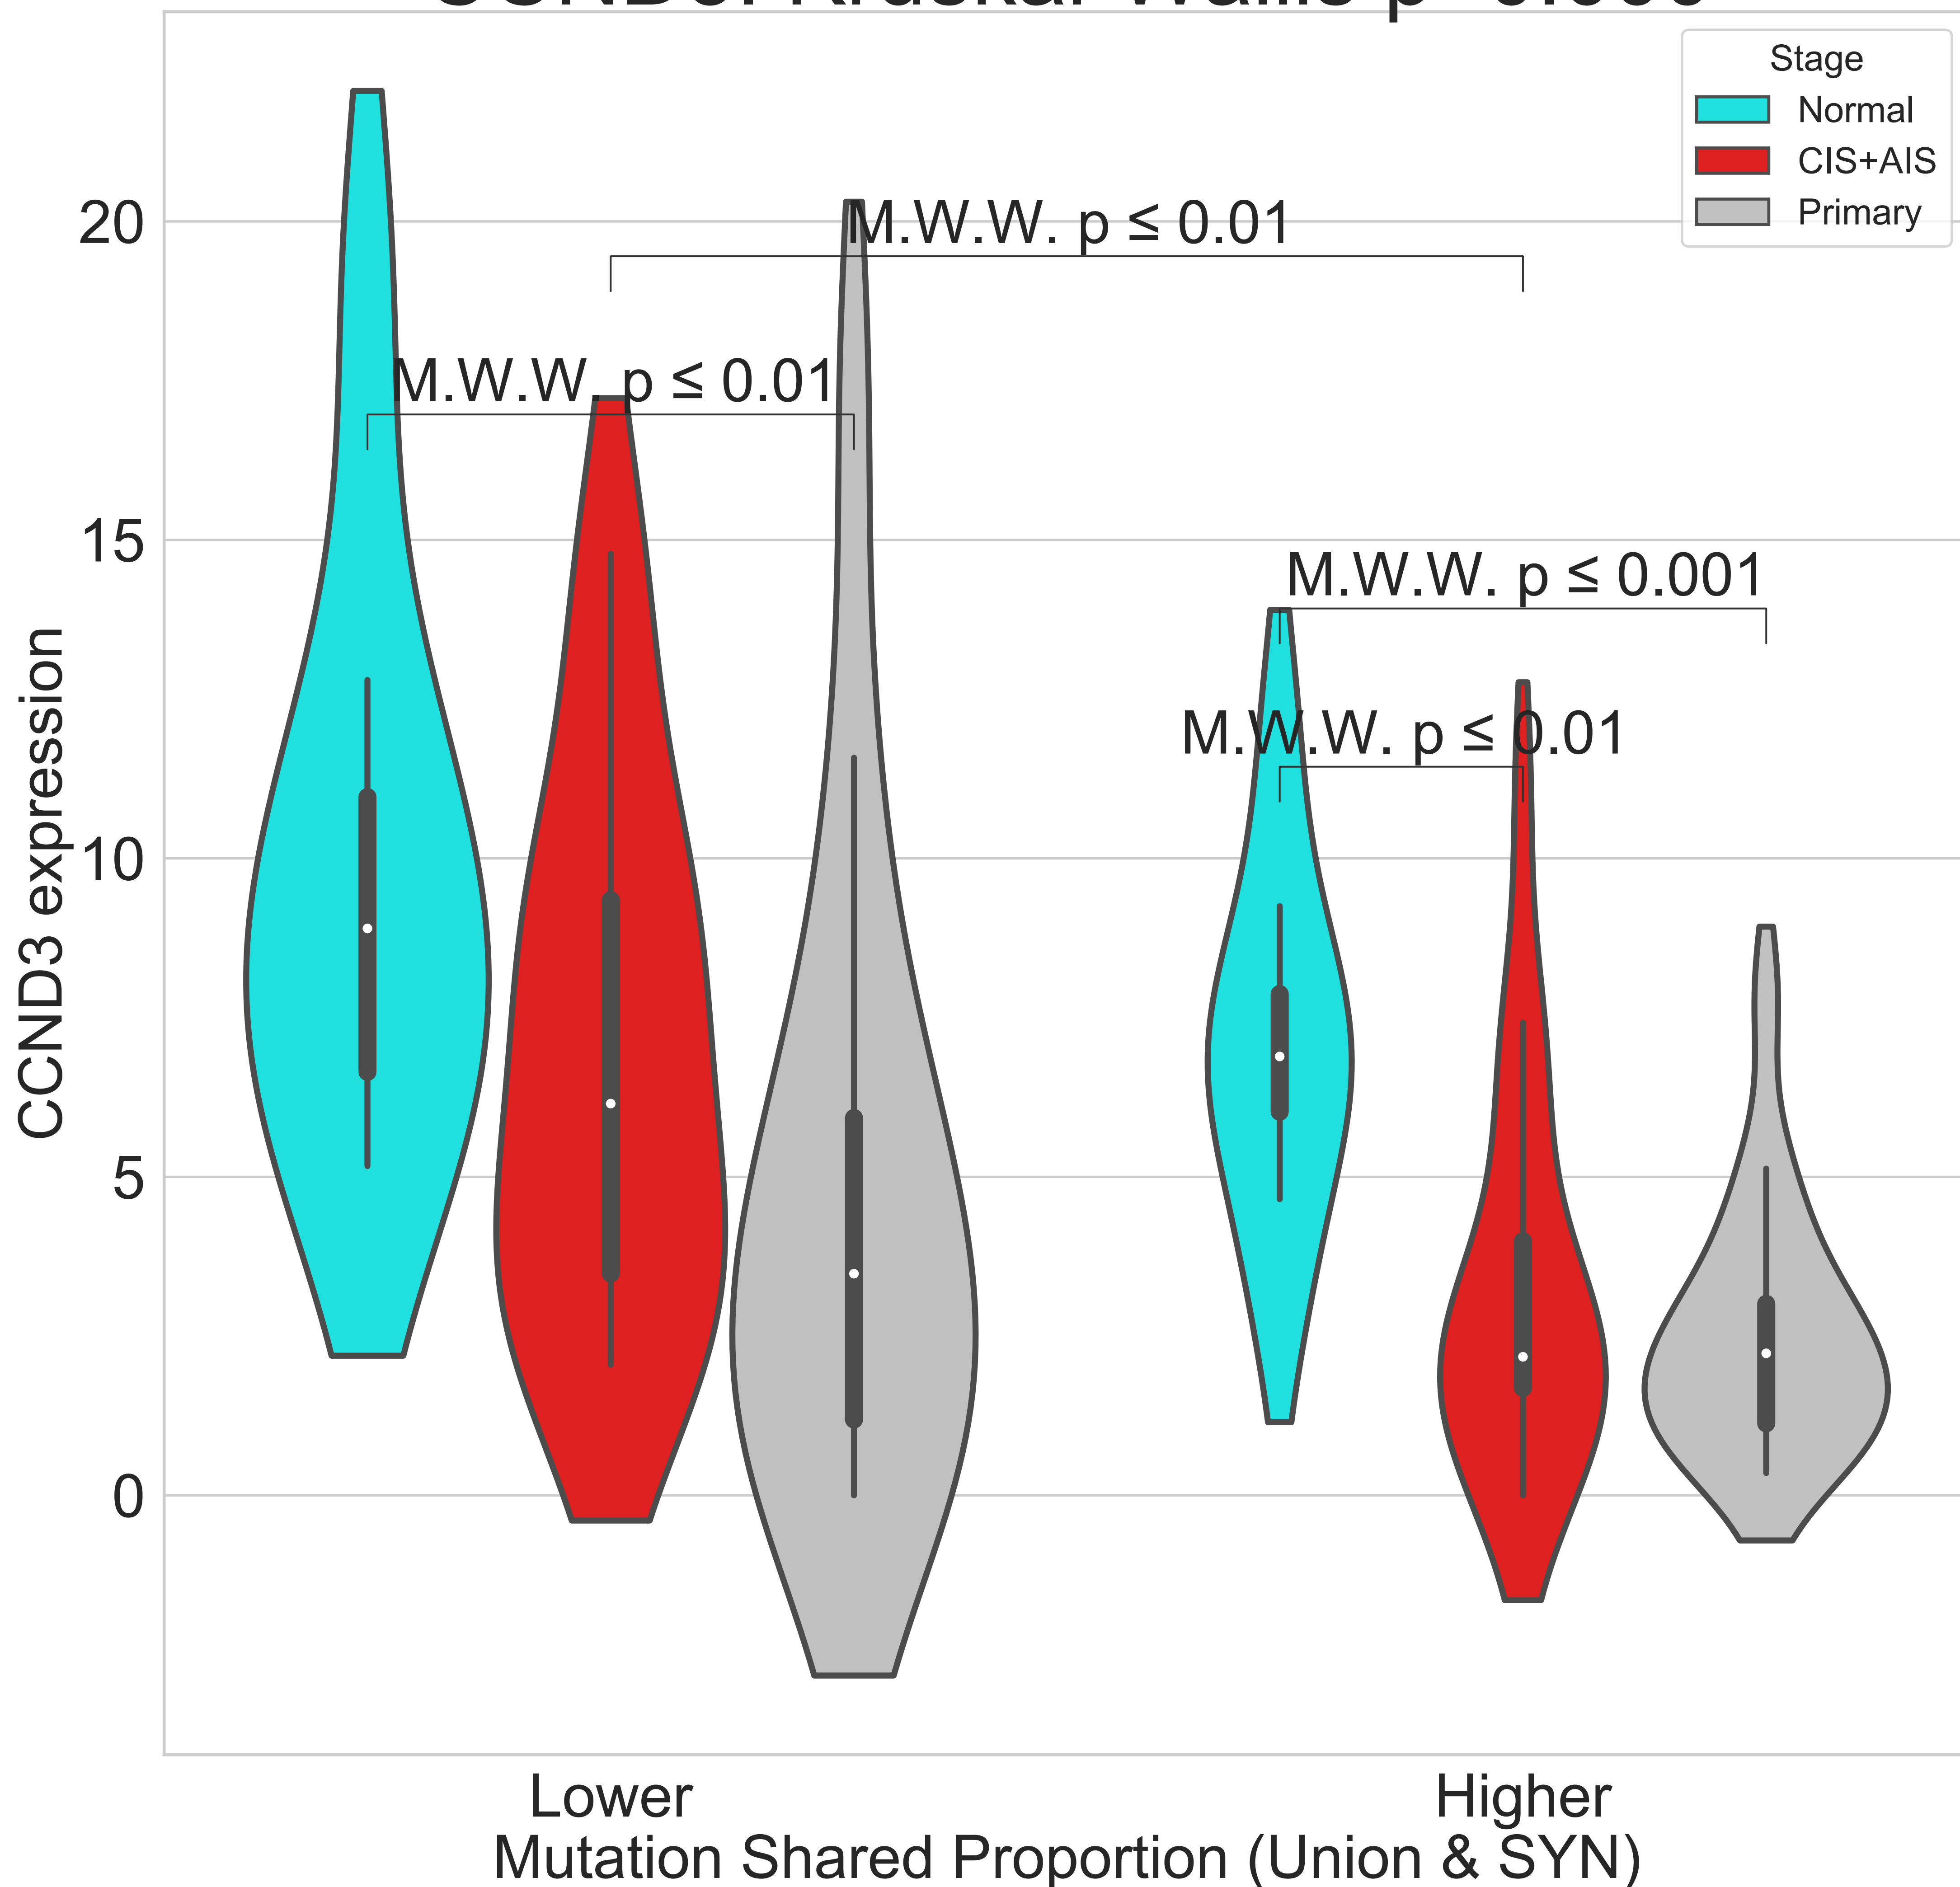 Stage
Normal
CIS+AIS
Primary
20
M.W.W. p ≤ 0.01
M.W.W. p ≤ 0.01
15
M.W.W. p ≤ 0.001
M.W.W. p ≤ 0.01
10
5
0
CCND3 expression
Lower
Higher
Mutation Shared Proportion (Union & SYN)